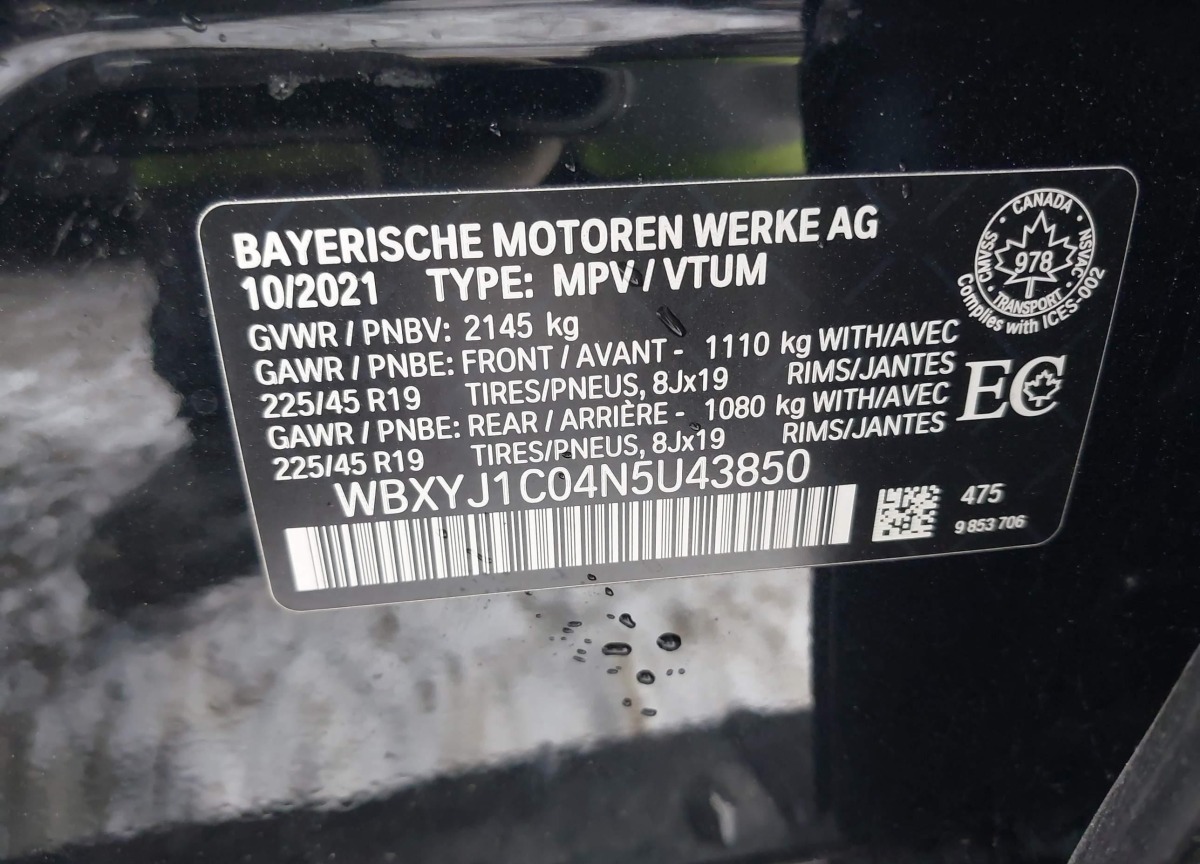 BAYERISCHE MOTOREN WERKE AG
10/2021 TYPE: MPV / VTUM
GVWR / PNBV: 2145 kg
GAWR / PNBE: FRONT / AVANT - 1110 kg WITH/AVEC
225/45 R19 TIRES/PNEUS, 8Jx19 RIMS/JANTES
GAWR / PNBE: REAR / ARRIÈRE - 1080 kg WITH/AVEC
225/45 R19 TIRES/PNEUS, 8Jx19 RIMS/JANTES
WBXYJ1C04N5U43850
CANADA
CMVSS
978
NSVAC
TRANSPORT
Complies with ICES-002
EC
475
9 853 706